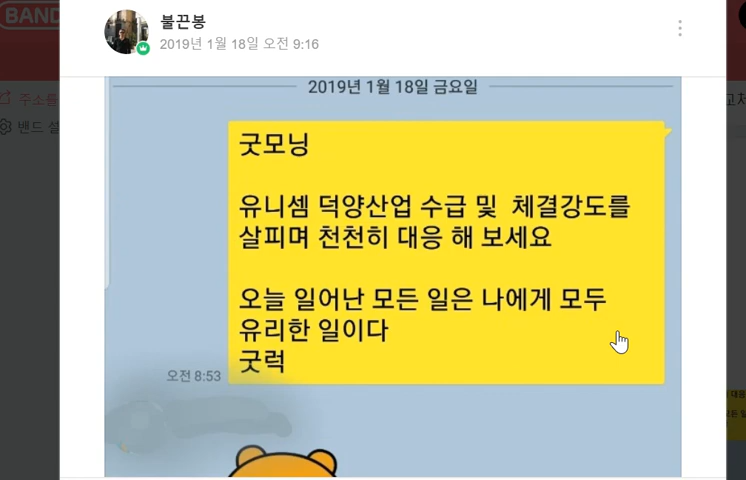 BAND
불끈봉
2019년 1월 18일 오전 9:16
주소를
밴드 설
2019년 1월 18일 금요일
굿모닝
유니셈 덕양산업 수급 및 체결강도를
살피며 천천히 대응 해 보세요
오늘 일어난 모든 일은 나에게 모두
유리한 일이다
굿럭
오전 8:53